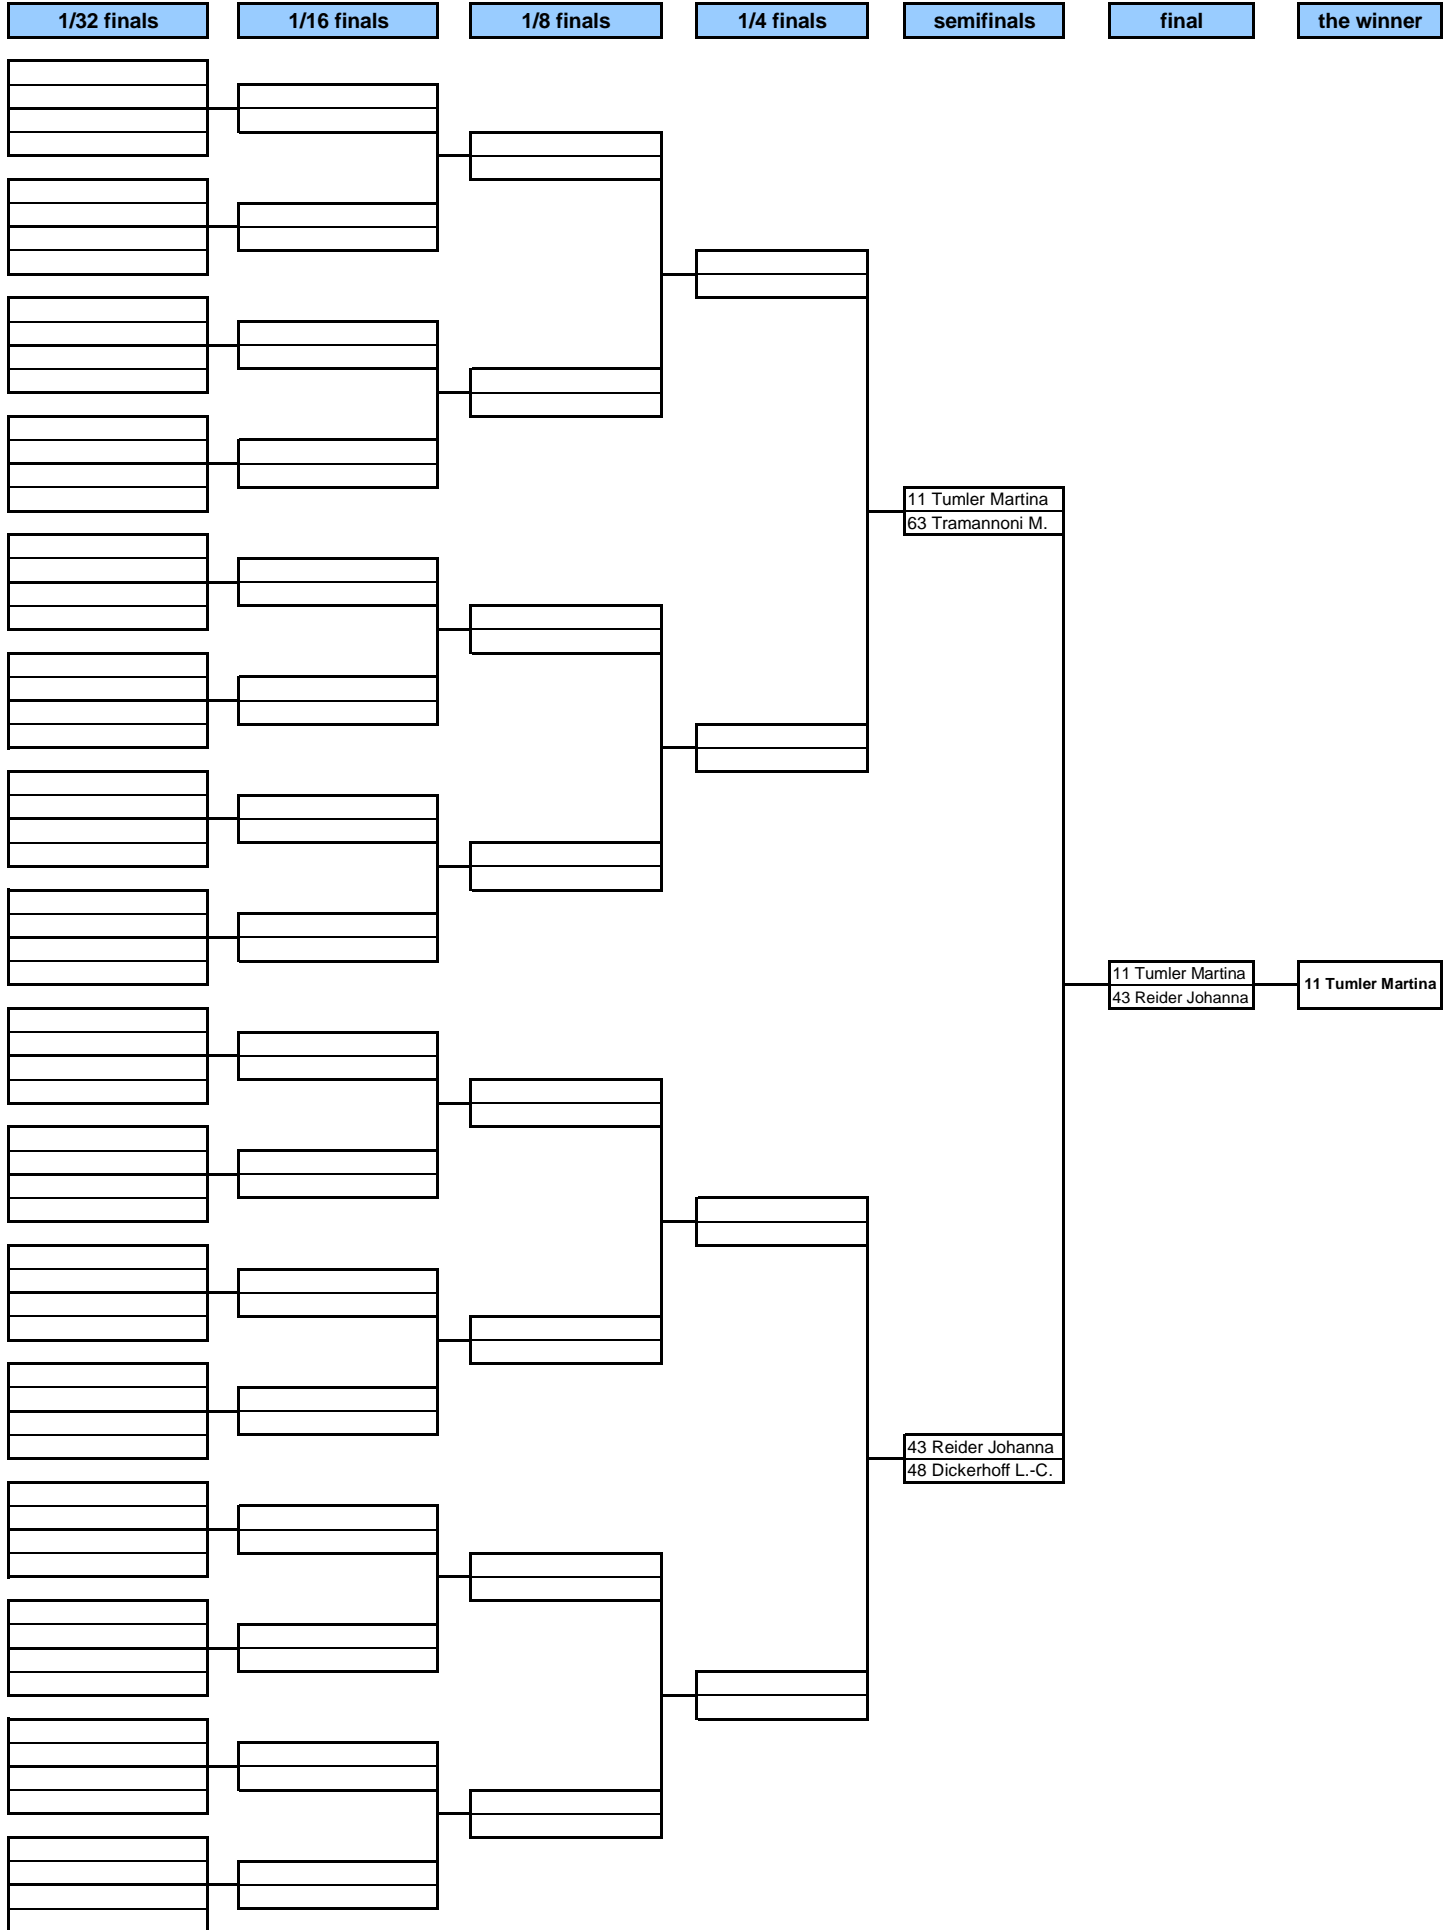 1/32 finals
1/16 finals
1/8 finals
1/4 finals
semifinals
final
the winner
11 Tumler Martina
63 Tramannoni M.
11 Tumler Martina
43 Reider Johanna
11 Tumler Martina
43 Reider Johanna
48 Dickerhoff L.-C.